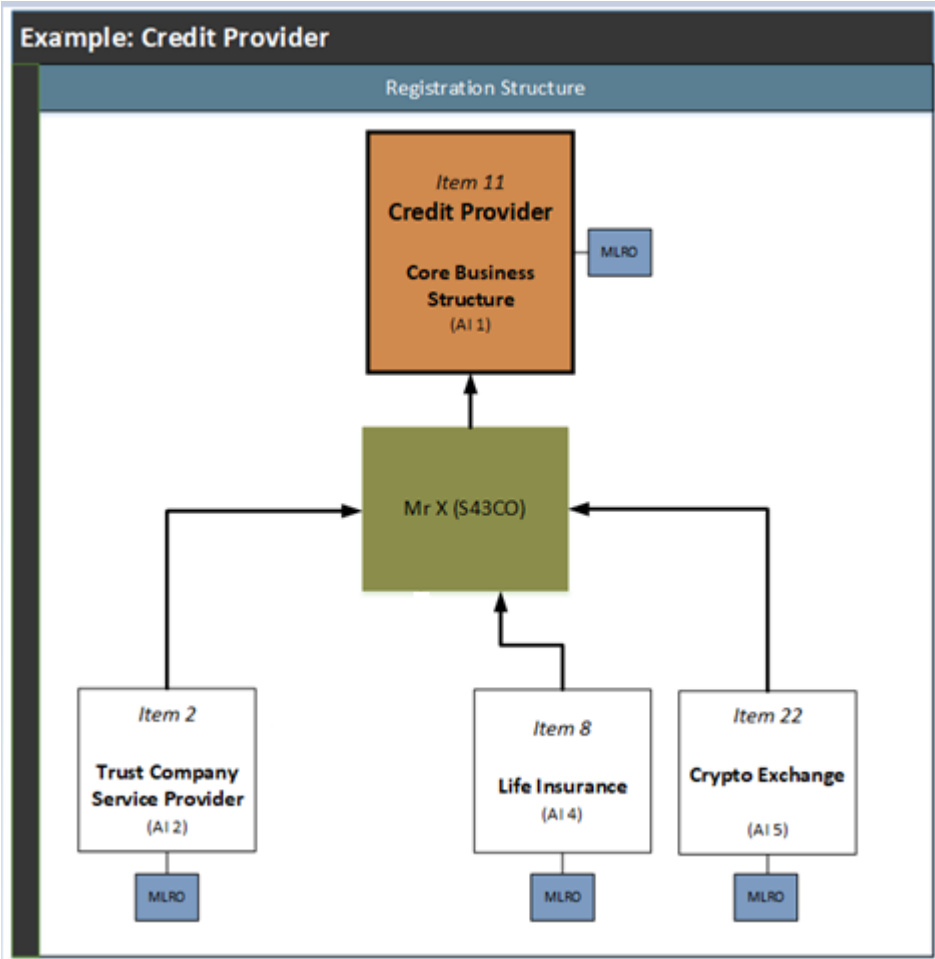 Example: Credit Provider
Registration Structure
Item 11
Credit Provider
Core Business
Structure
(AI 1)
MLRO
Mr X (S43CO)
Item 2
Trust Company
Service Provider
(AI 2)
MLRO
Item 8
Life Insurance
(AI 4)
MLRO
Item 22
Crypto Exchange
(AI 5)
MLRO